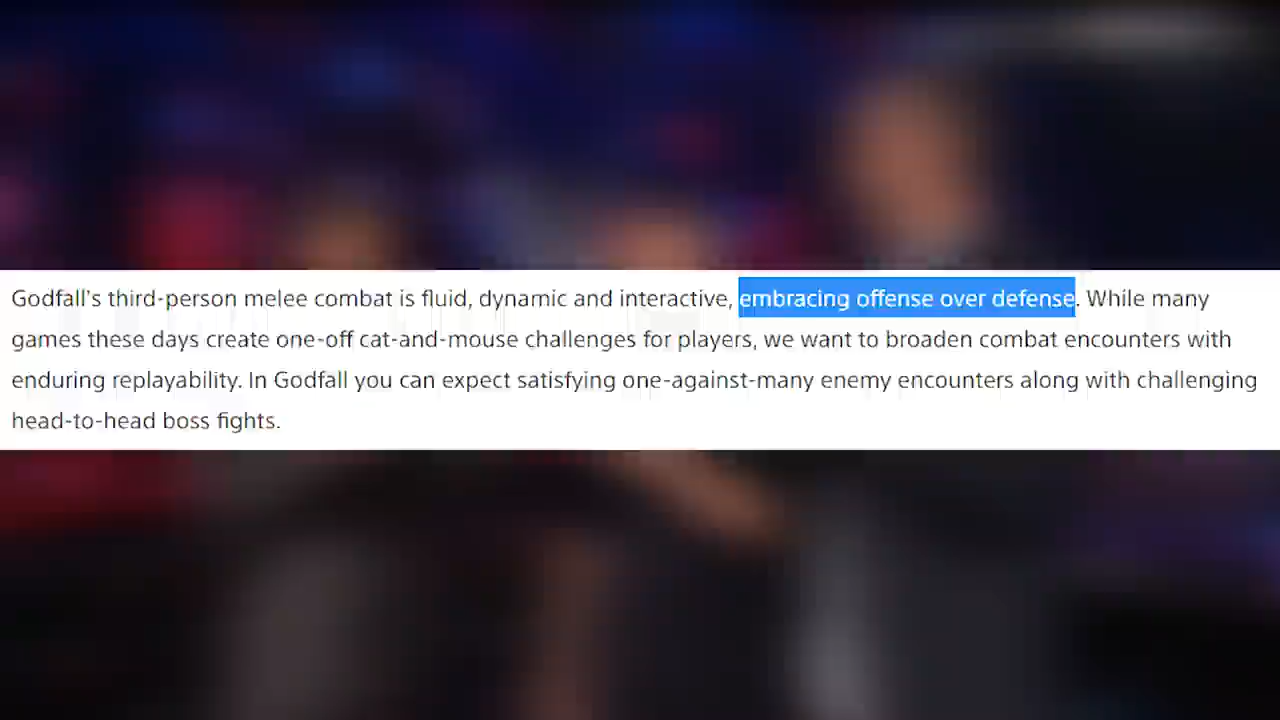 Godfall's third-person melee combat is fluid, dynamic and interactive, embracing offense over defense. While many
games these days create one-off cat-and-mouse challenges for players, we want to broaden combat encounters with
enduring replayability. In Godfall you can expect satisfying one-against-many enemy encounters along with challenging
head-to-head boss fights.